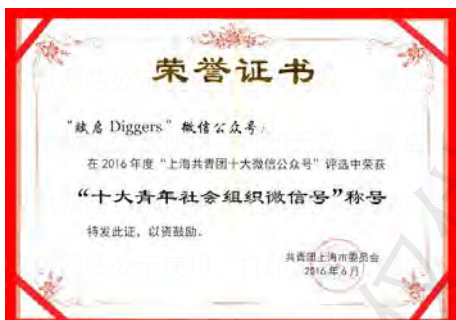 荣誉证书
“赋启 Diggers” 微信公众号：
在 2016 年度 “上海共青团十大微信公众号” 评选中荣获
“十大青年社会组织微信号”称号
特发此证，以资鼓励。
共青团上海市委员会
2016 年 6 月